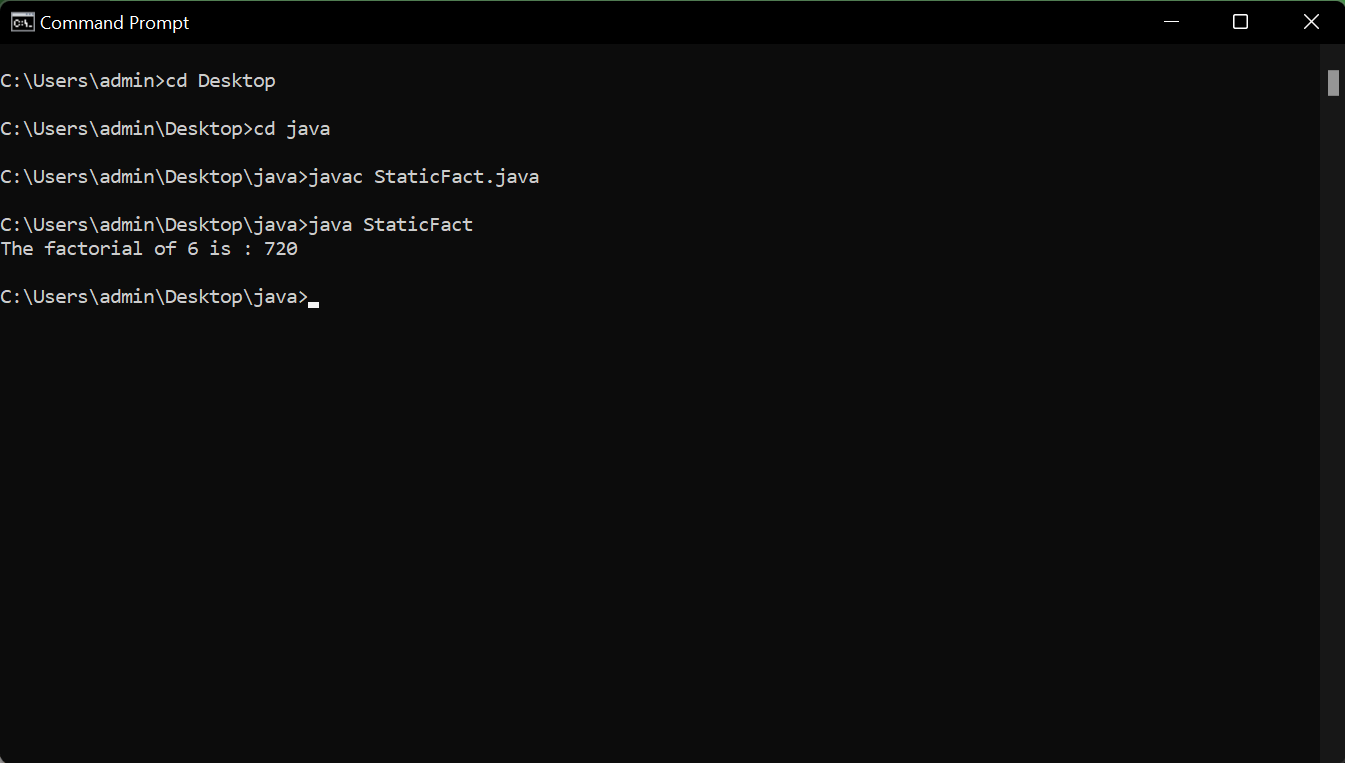 Command Prompt
C:\Users\admin>cd Desktop
C:\Users\admin\Desktop>cd java
C:\Users\admin\Desktop\java>javac StaticFact.java
C:\Users\admin\Desktop\java>java StaticFact
The factorial of 6 is : 720
C:\Users\admin\Desktop\java>